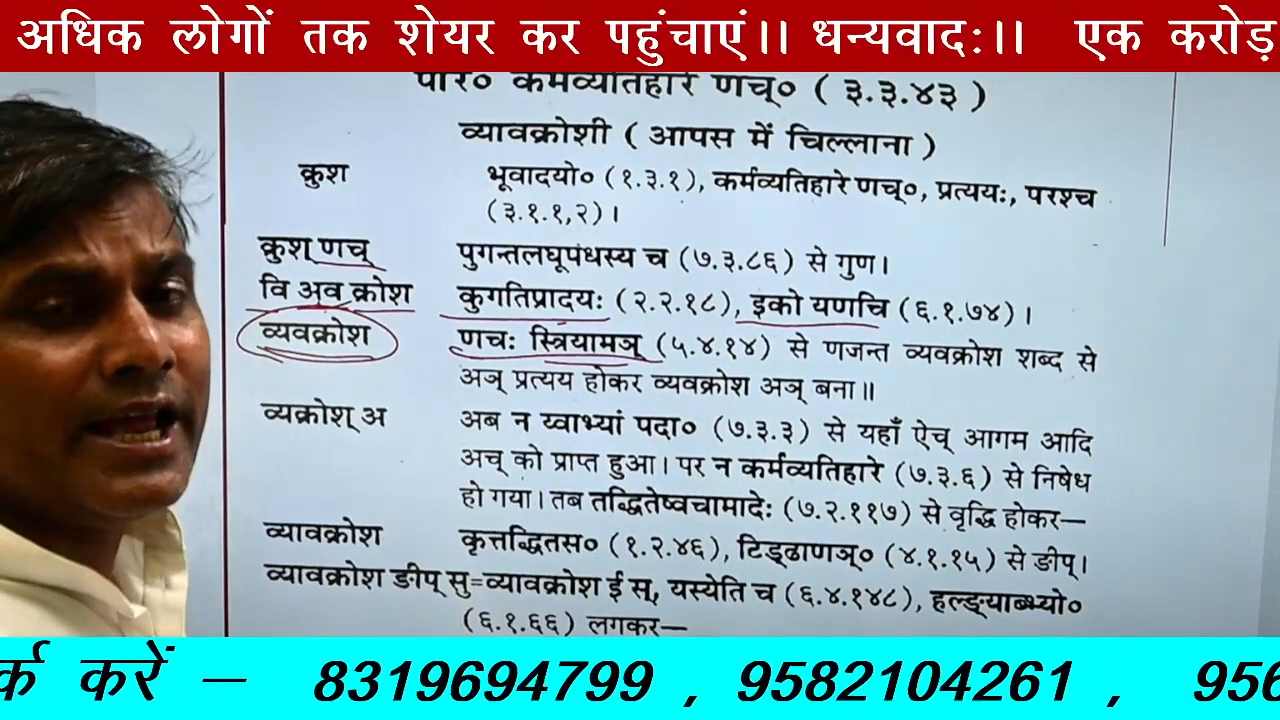 अधिक लोगों तक शेयर कर पहुंचाएं।। धन्यवादः।। एक करोड़
परि० कर्मव्यतिहारे णच्० ( ३.३.४३ )
व्यावक्रोशी ( आपस में चिल्लाना )
क्रुश भूवादयो० (१.३.१), कर्मव्यतिहारे णच्०, प्रत्ययः, परश्च
(३.१.१,२)।
क्रुश् णच् पुगन्तलघूपधस्य च (७.३.८६) से गुण।
वि अव क्रोश कुगतिप्रादयः (२.२.१८), इको यणचि (६.१.७४)।
व्यवक्रोश णचः स्त्रियामञ् (५.४.१४) से णजन्त व्यवक्रोश शब्द से
अञ् प्रत्यय होकर व्यवक्रोश अञ् बना॥
व्यक्रोश् अ अब न य्वाभ्यां पदा० (७.३.३) से यहाँ ऐच् आगम आदि
अच् को प्राप्त हुआ। पर न कर्मव्यतिहारे (७.३.६) से निषेध
हो गया। तब तद्धितेष्वचामादेः (७.२.११७) से वृद्धि होकर—
व्यावक्रोश कृत्तद्धितस० (१.२.४६), टिड्ढाणञ्० (४.१.१५) से ङीप्।
व्यावक्रोश ङीप् सु=व्यावक्रोश ई स्, यस्येति च (६.४.१४८), हल्ङ्याब्भ्यो०
(६.१.६६) लगकर—
र्क करें – 8319694799 , 9582104261 , 956